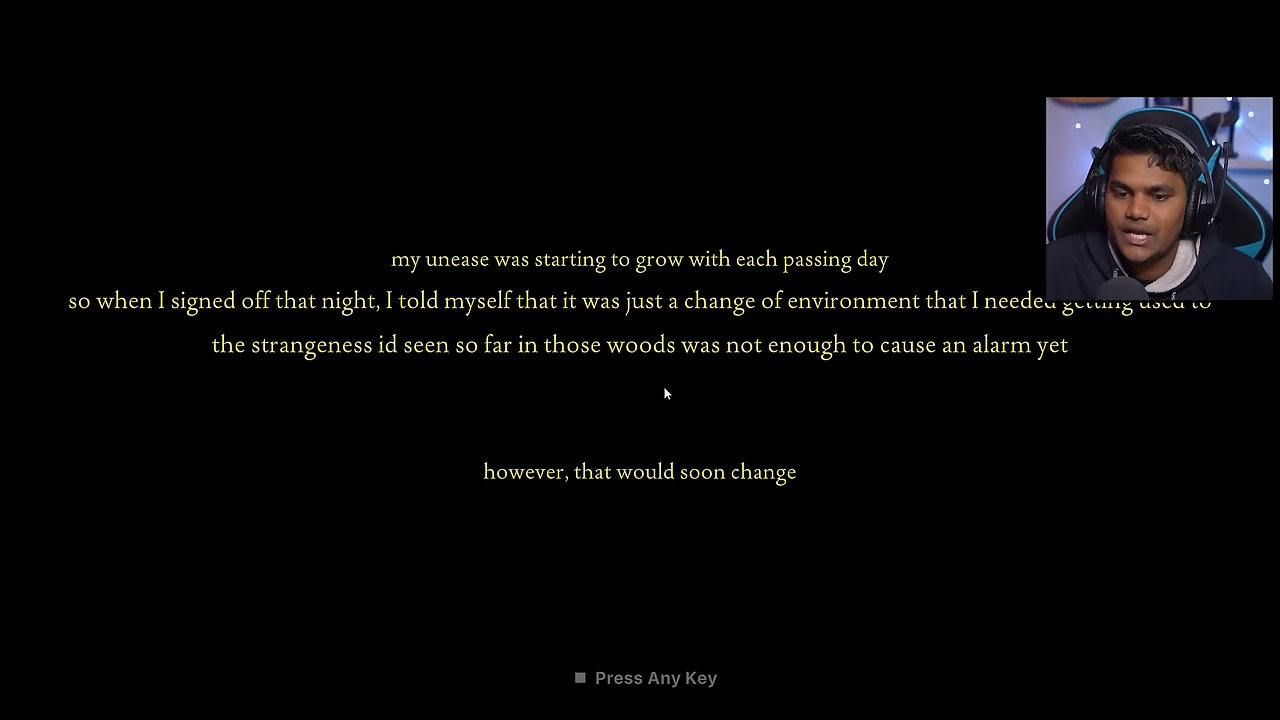 my unease was starting to grow with each passing day
so when I signed off that night, I told myself that it was just a change of environment that I needed getting used to
the strangeness id seen so far in those woods was not enough to cause an alarm yet
however, that would soon change
Press Any Key